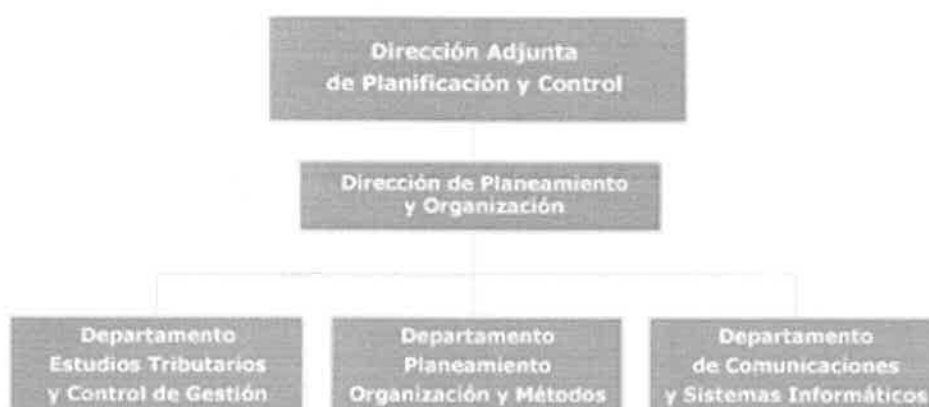 Dirección Adjunta
de Planificación y Control
Dirección de Planeamiento
y Organización
Departamento
Estudios Tributarios
y Control de Gestión
Departamento
Planeamiento
Organización y Métodos
Departamento
de Comunicaciones
y Sistemas Informáticos